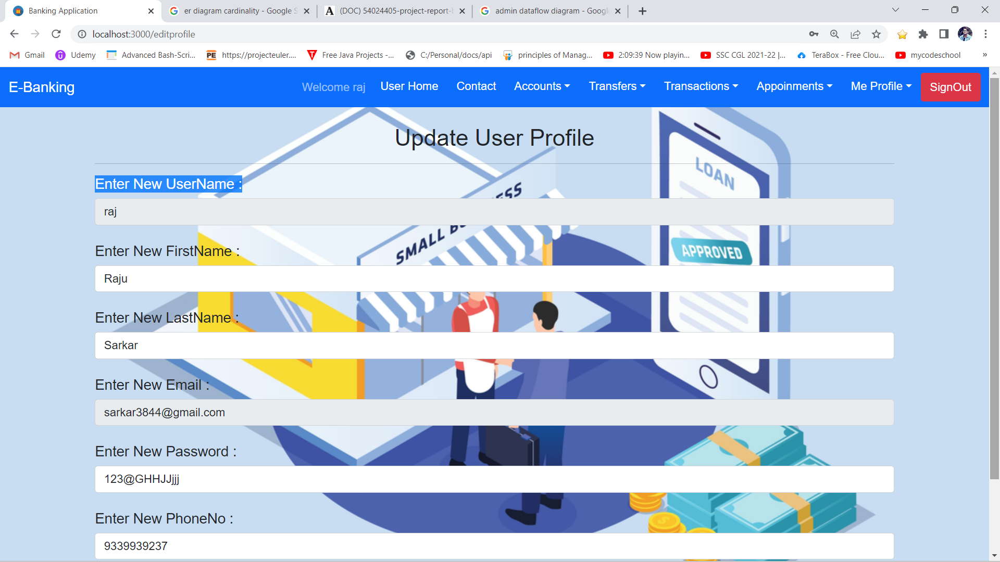 Banking Application
er diagram cardinality - Google S
(DOC) 54024405-project-report-
admin dataflow diagram - Googl
localhost:3000/editprofile
Gmail Udemy Advanced Bash-Scri... PE https://projecteuler.... Free Java Projects -... C:/Personal/docs/api principles of Manag... 2:09:39 Now playin... SSC CGL 2021-22 |... TeraBox - Free Clou... mycodeschool »
E-Banking Welcome raj User Home Contact Accounts Transfers Transactions Appoinments Me Profile SignOut
Update User Profile
LOAN
Enter New UserName :
raj
SMALL B
ESS
APPROVED
Enter New FirstName :
Raju
Enter New LastName :
Sarkar
Enter New Email :
sarkar3844@gmail.com
Enter New Password :
123@GHHJJjjj
Enter New PhoneNo :
9339939237